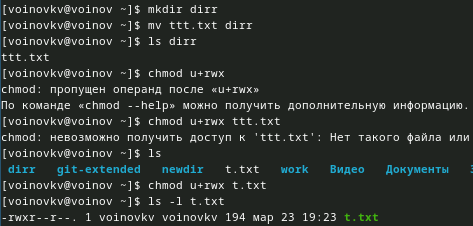 [voinovkv@voinov ~]$ mkdir dirr
[voinovkv@voinov ~]$ mv ttt.txt dirr
[voinovkv@voinov ~]$ ls dirr
ttt.txt
[voinovkv@voinov ~]$ chmod u+rwx
chmod: пропущен операнд после «u+rwx»
По команде «chmod --help» можно получить дополнительную информацию.
[voinovkv@voinov ~]$ chmod u+rwx ttt.txt
chmod: невозможно получить доступ к 'ttt.txt': Нет такого файла или
[voinovkv@voinov ~]$ ls
dirr git-extended newdir t.txt work Видео Документы
[voinovkv@voinov ~]$ chmod u+rwx t.txt
[voinovkv@voinov ~]$ ls -l t.txt
-rwxr--r--. 1 voinovkv voinovkv 194 мар 23 19:23 t.txt